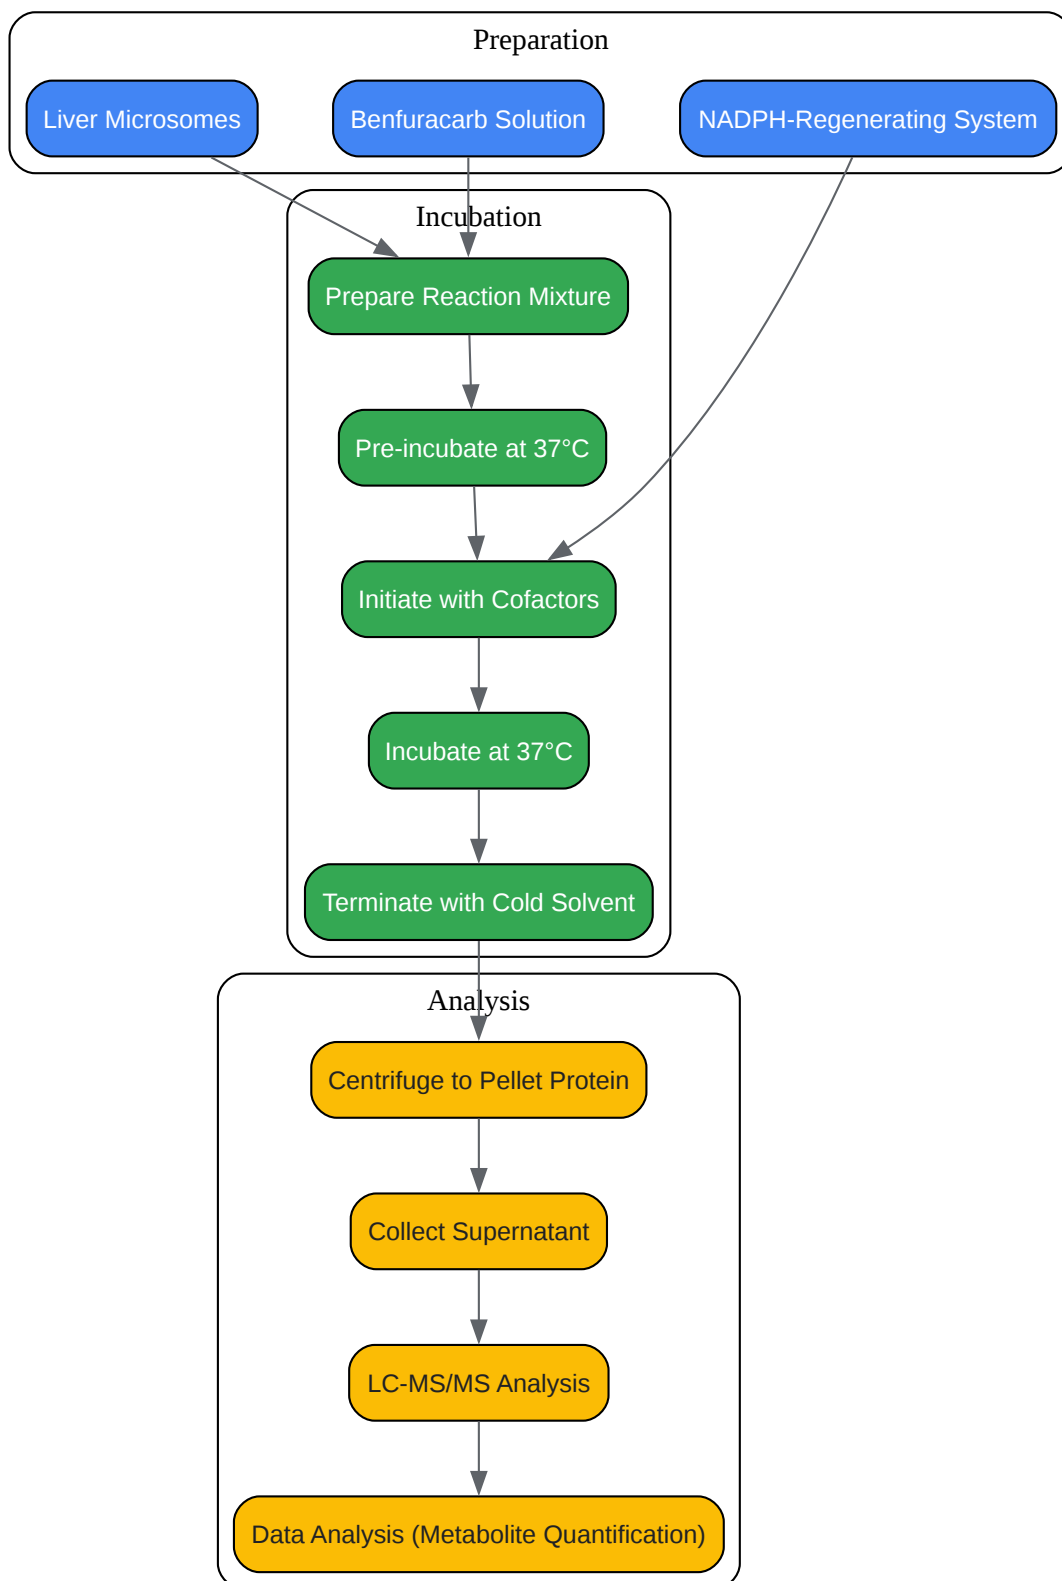 Preparation
Liver Microsomes
Benfuracarb Solution
NADPH-Regenerating System
Incubation
Prepare Reaction Mixture
Pre-incubate at 37°C
Initiate with Cofactors
Incubate at 37°C
Terminate with Cold Solvent
Analysis
Centrifuge to Pellet Protein
Collect Supernatant
LC-MS/MS Analysis
Data Analysis (Metabolite Quantification)